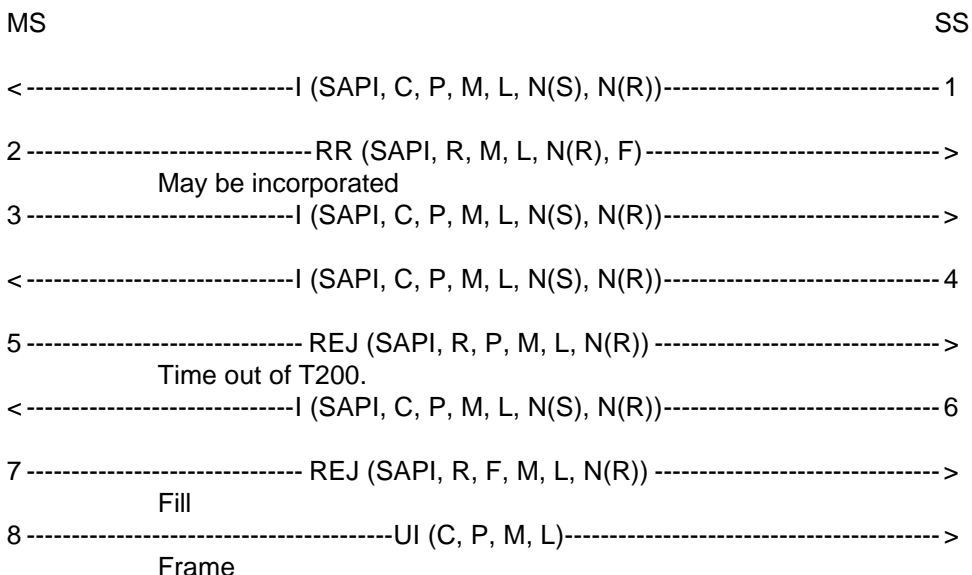 MS SS
< ------------------------------I (SAPI, C, P, M, L, N(S), N(R))------------------------------- 1
2 --------------------------------RR (SAPI, R, M, L, N(R), F)--------------------------------- >
May be incorporated
3 ------------------------------I (SAPI, C, P, M, L, N(S), N(R))------------------------------- >
< ------------------------------I (SAPI, C, P, M, L, N(S), N(R))------------------------------- 4
5 ------------------------------- REJ (SAPI, R, P, M, L, N(R)) -------------------------------- >
Time out of T200.
< ------------------------------I (SAPI, C, P, M, L, N(S), N(R))------------------------------- 6
7 ------------------------------- REJ (SAPI, R, F, M, L, N(R)) -------------------------------- >
Fill
8 -----------------------------------------UI (C, P, M, L)------------------------------------------ >
Frame